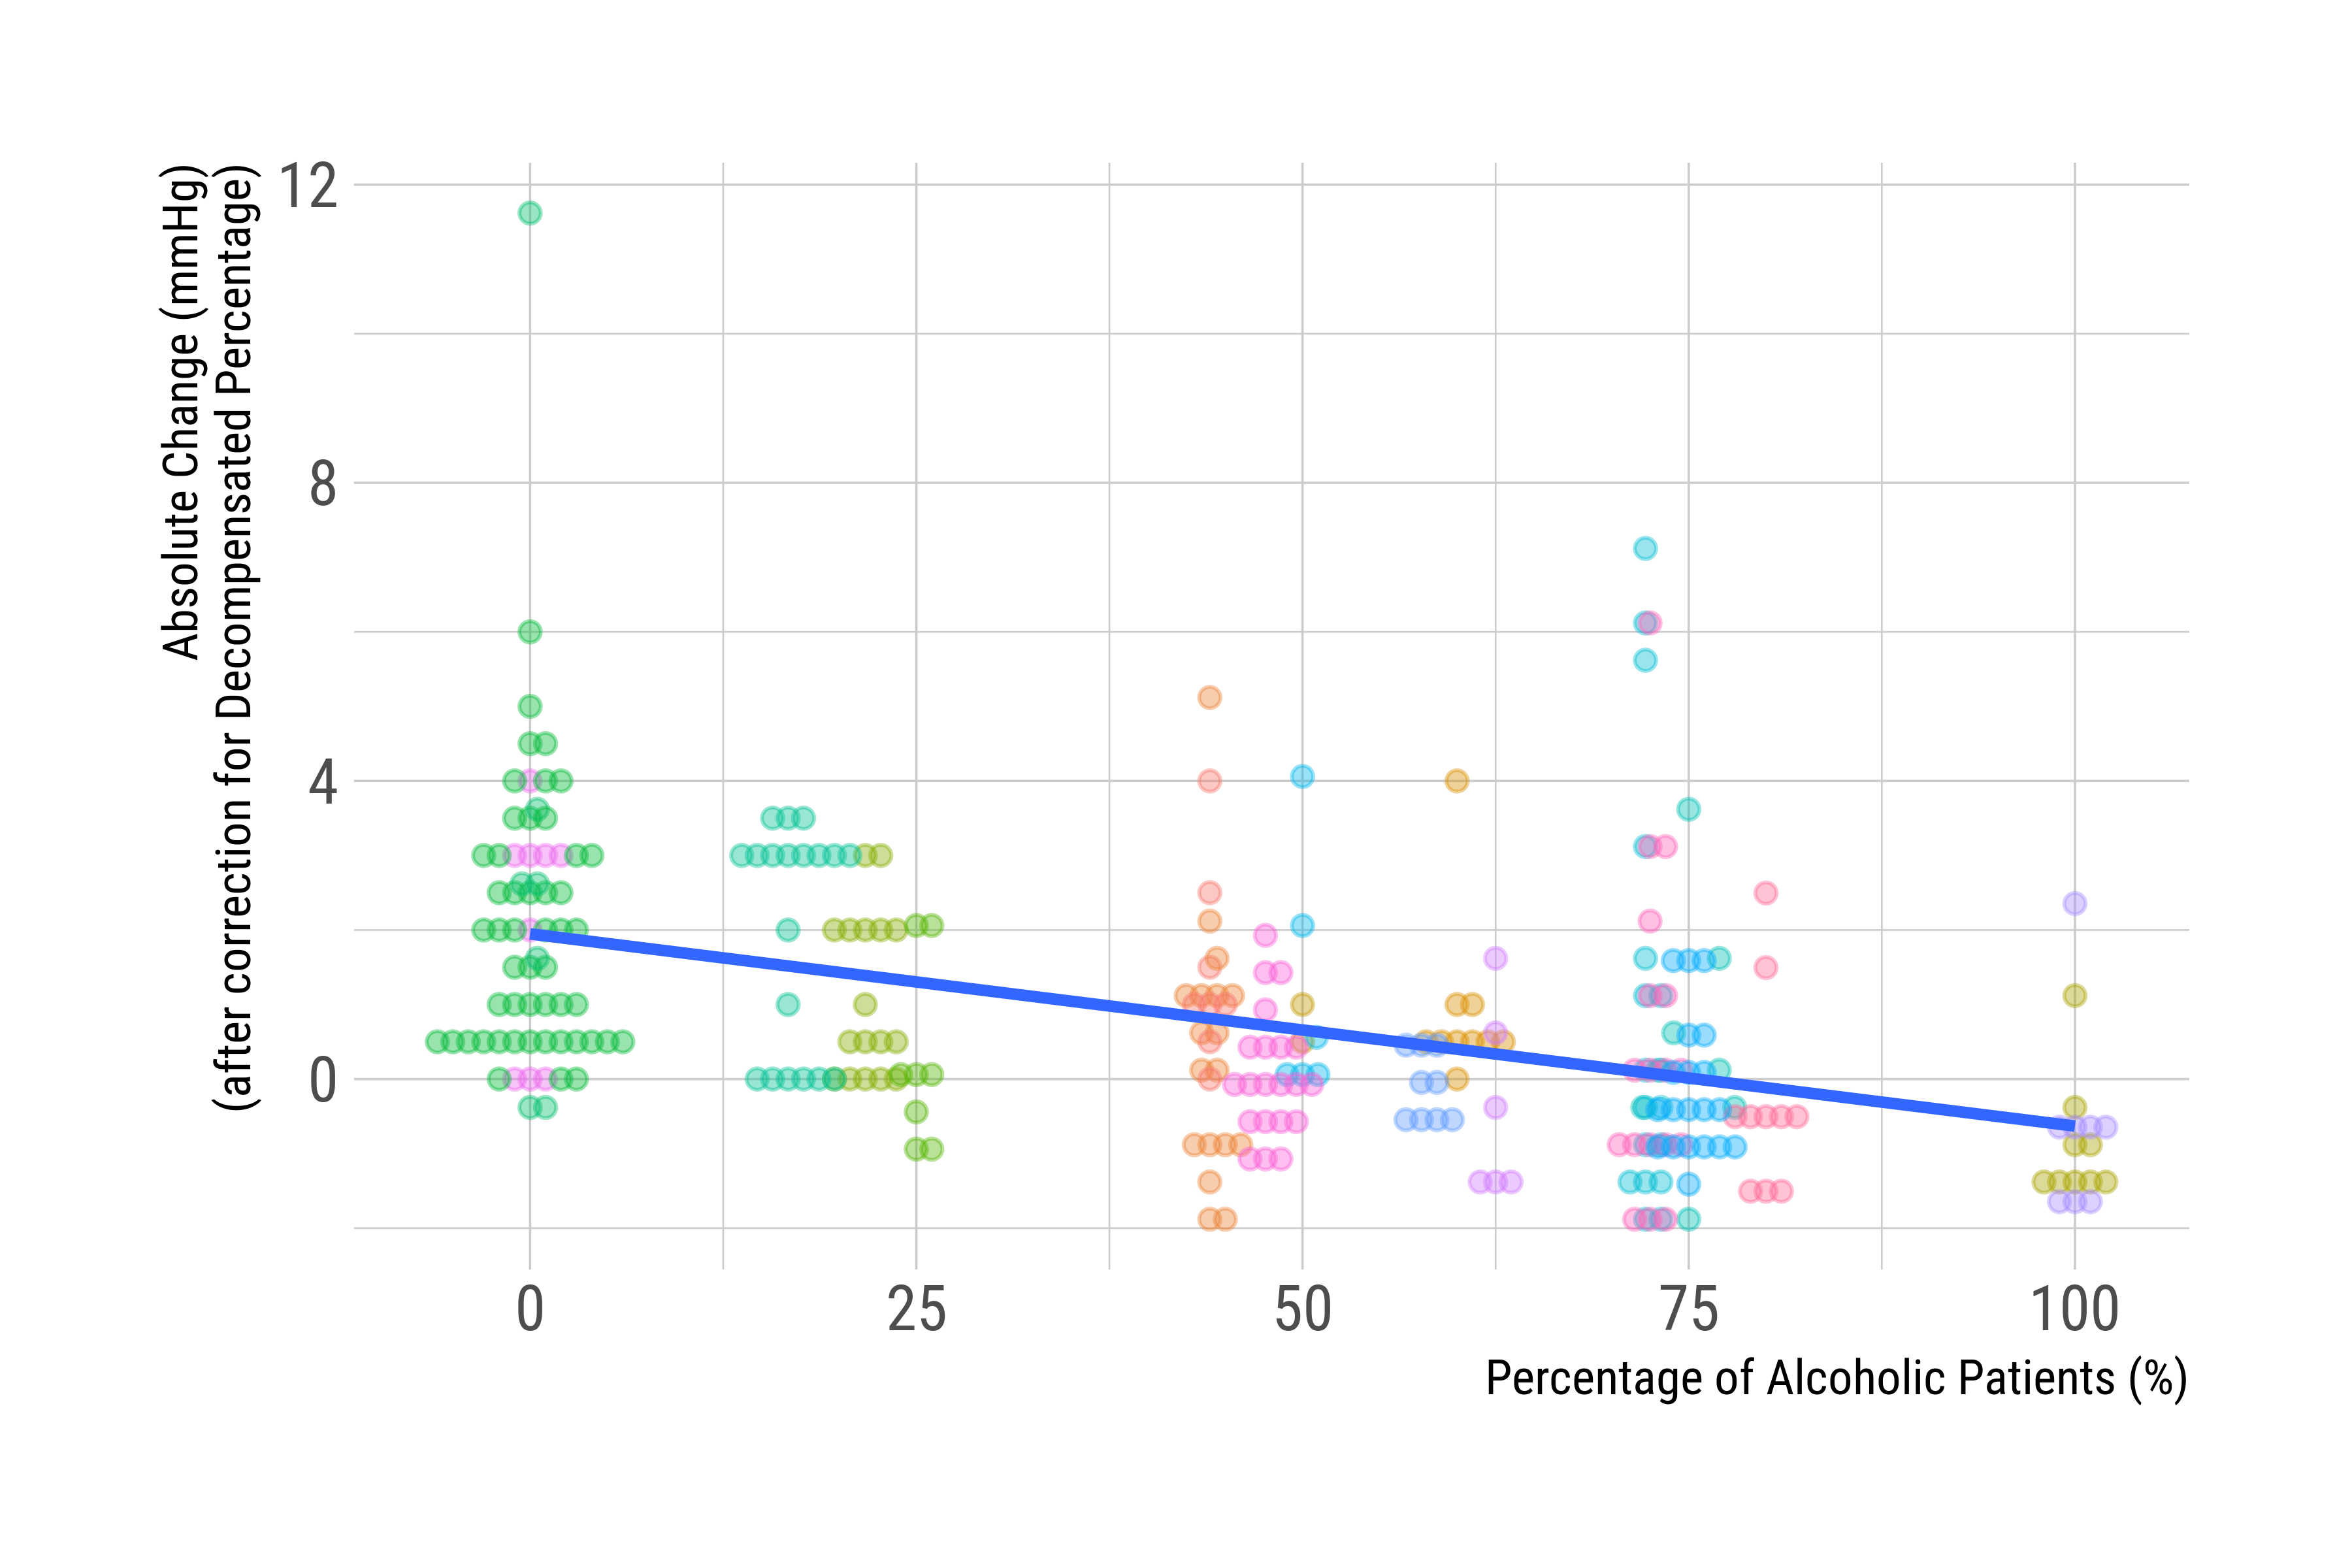 Absolute Change (mmHg)
(after correction for Decompensated Percentage)
12
8
4
0
0 25 50 75 100
Percentage of Alcoholic Patients (%)